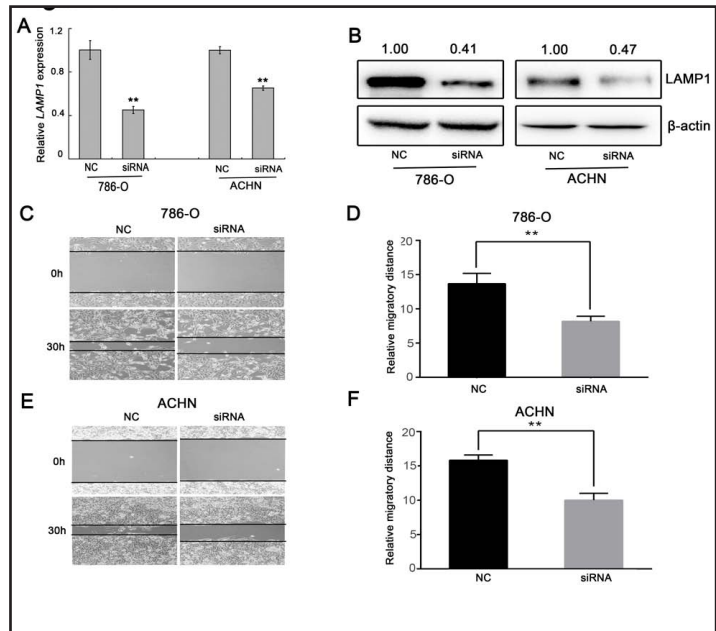 A
Relative LAMP1 expression
1.2
0.8
0.4
0
**
**
NC siRNA NC siRNA
786-O ACHN
B
1.00 0.41 1.00 0.47
LAMP1
β-actin
NC siRNA NC siRNA
786-O ACHN
C
786-O
NC siRNA
0h
30h
D
786-O
**
Relative migratory distance
20
15
10
5
0
NC siRNA
E
ACHN
NC siRNA
0h
30h
F
ACHN
**
Relative migratory distance
20
15
10
5
0
NC siRNA